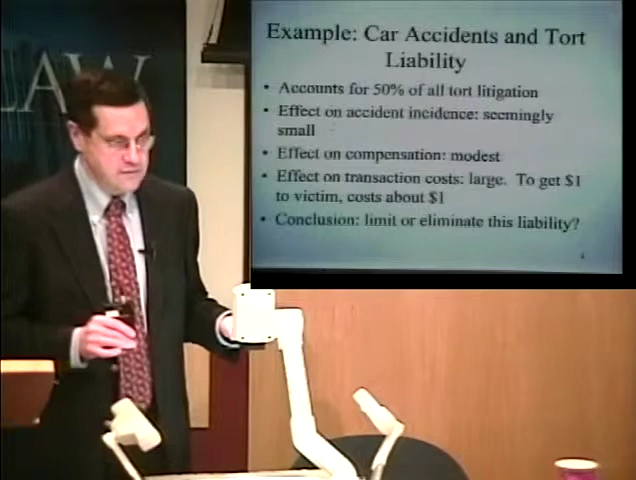 LAW
Example: Car Accidents and Tort
Liability
• Accounts for 50% of all tort litigation
• Effect on accident incidence: seemingly
small
• Effect on compensation: modest
• Effect on transaction costs: large. To get $1
to victim, costs about $1
• Conclusion: limit or eliminate this liability?